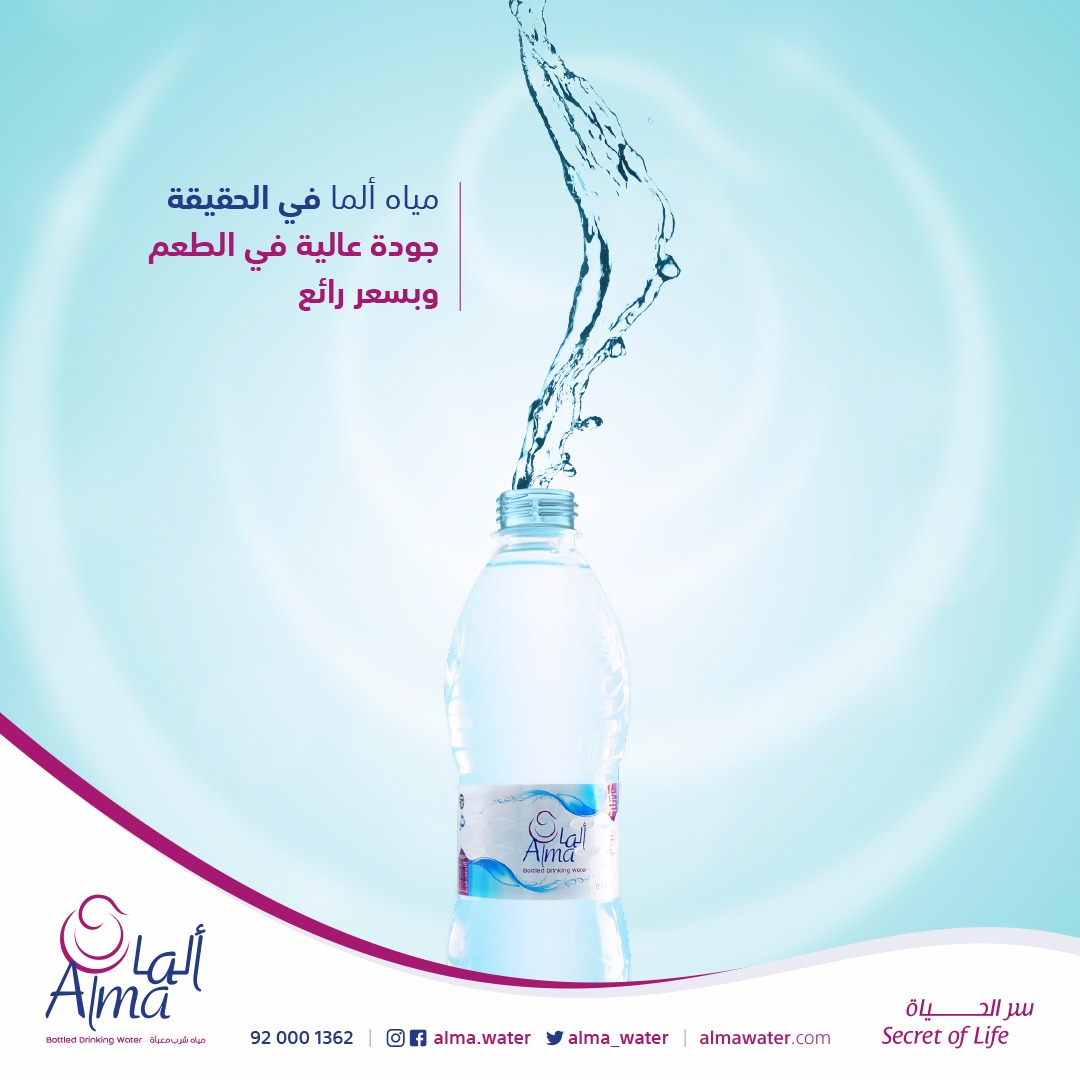 مياه ألما في الحقيقة
جودة عالية في الطعم
وبسعر رائع
ألما
Alma
Bottled Drinking Water
ألما
Alma
Bottled Drinking Water مياه شرب معبأة
92 000 1362 | alma.water alma_water | almawater.com
سر الحـــــياة
Secret of Life